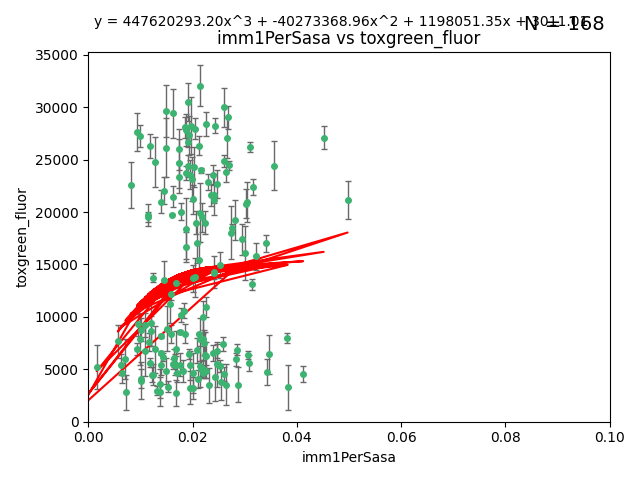 y = 447620293.20x^3 + -40273368.96x^2 + 1198051.35x +
N = 168
imm1PerSasa vs toxgreen_fluor
35000
30000
25000
20000
15000
10000
5000
0
toxgreen_fluor
0.00 0.02 0.04 0.06 0.08 0.10
imm1PerSasa